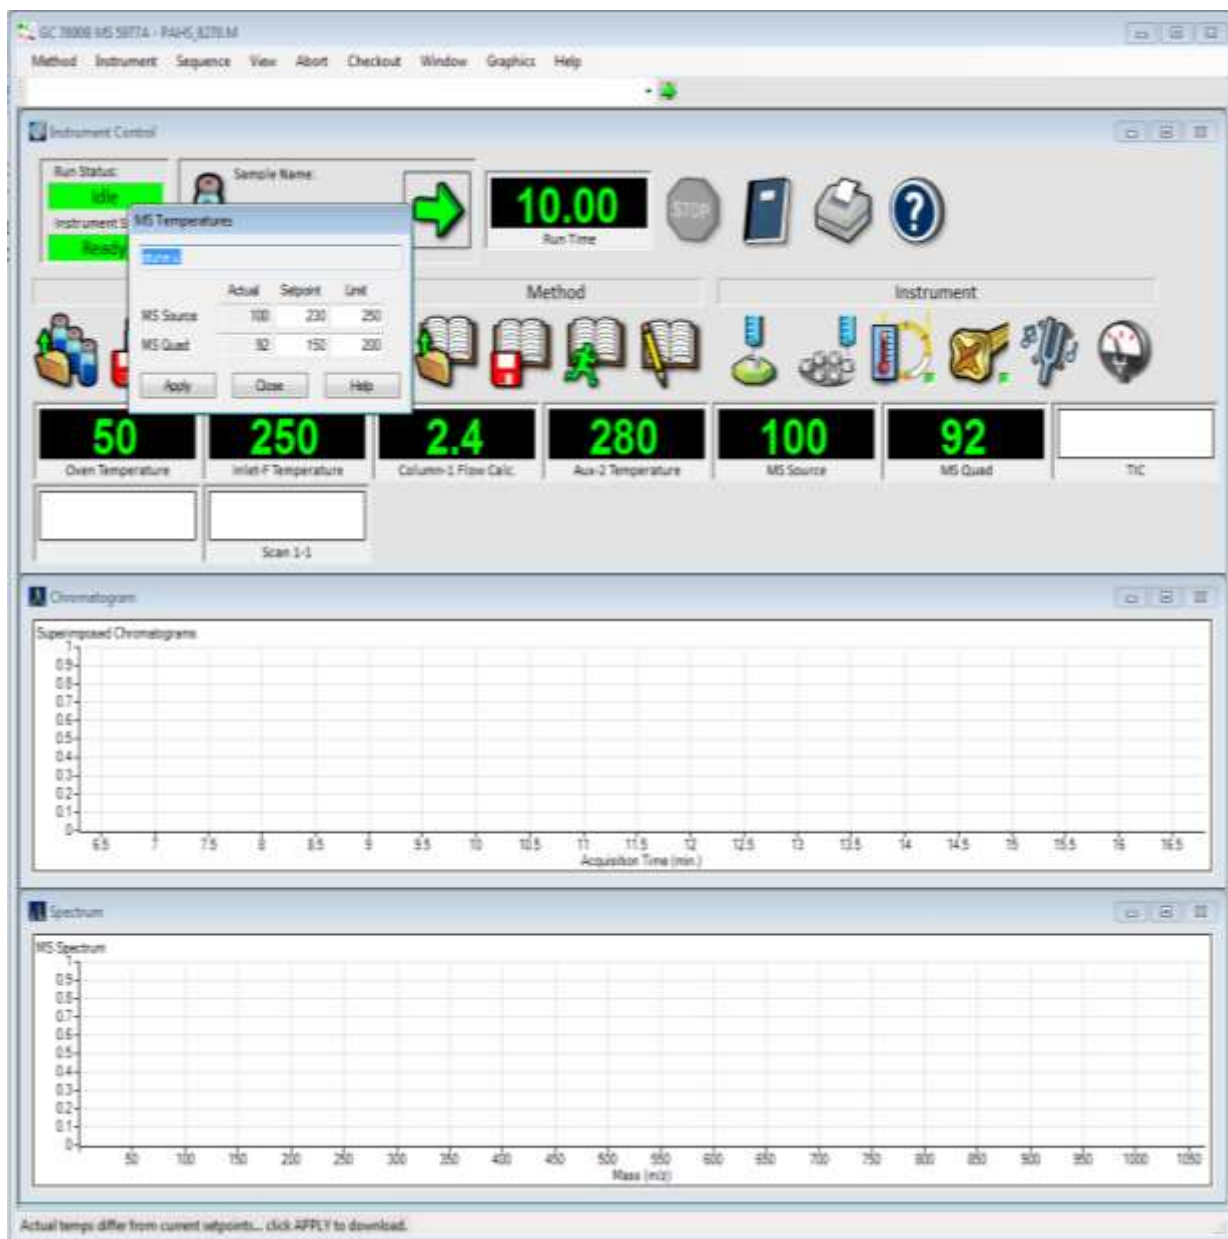 GC 7890B MS 5977A - PAHS_8270.M
Method Instrument Sequence View Abort Checkout Window Graphics Help
Instrument Control
Run Status:
Idle
Sample Name:
Instrument S
Ready
10.00
Run Time
STOP
MS Temperatures
Actual Setpoint Limit
MS Source 100 230 250
MS Quad 92 150 200
Apply Close Help
Method
Instrument
50
250
2.4
280
100
92
Oven Temperature
Inlet-F Temperature
Column-1 Flow Calc.
Aux-2 Temperature
MS Source
MS Quad
TIC
Scan 1-1
Chromatogram
Superimposed Chromatograms
1
0.9
0.8
0.7
0.6
0.5
0.4
0.3
0.2
0.1
0
6.5 7 7.5 8 8.5 9 9.5 10 10.5 11 11.5 12 12.5 13 13.5 14 14.5 15 15.5 16 16.5
Acquisition Time (min.)
Spectrum
MS Spectrum
1
0.9
0.8
0.7
0.6
0.5
0.4
0.3
0.2
0.1
0
50 100 150 200 250 300 350 400 450 500 550 600 650 700 750 800 850 900 950 1000 1050
Mass (m/z)
Actual temps differ from current setpoints... click APPLY to download.